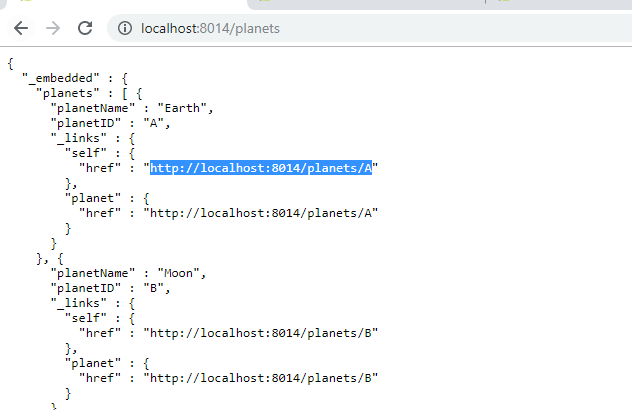 localhost:8014/planets
{
  "_embedded" : {
    "planets" : [ {
      "planetName" : "Earth",
      "planetID" : "A",
      "_links" : {
        "self" : {
          "href" : "http://localhost:8014/planets/A"
        },
        "planet" : {
          "href" : "http://localhost:8014/planets/A"
        }
      }
    }, {
      "planetName" : "Moon",
      "planetID" : "B",
      "_links" : {
        "self" : {
          "href" : "http://localhost:8014/planets/B"
        },
        "planet" : {
          "href" : "http://localhost:8014/planets/B"
        }
      }